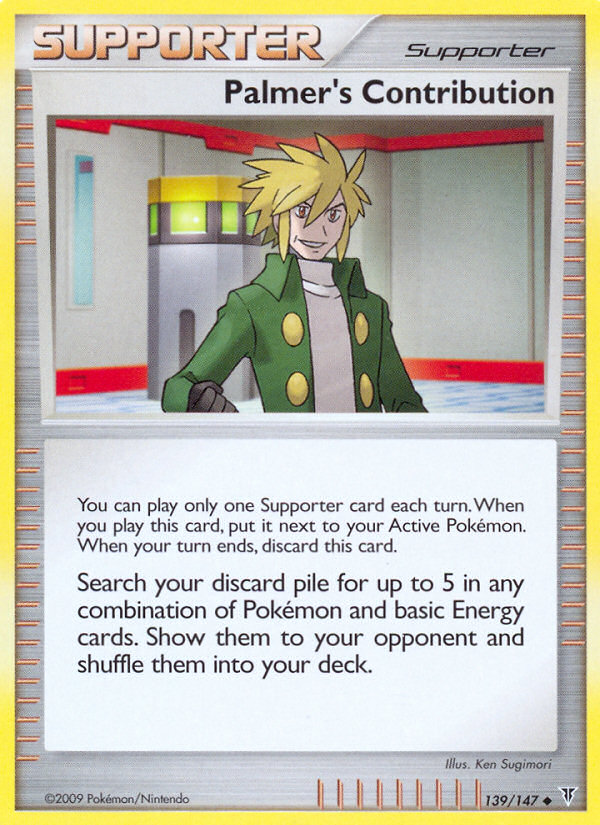 SUPPORTER
Supporter
Palmer's Contribution
You can play only one Supporter card each turn. When
you play this card, put it next to your Active Pokémon.
When your turn ends, discard this card.
Search your discard pile for up to 5 in any
combination of Pokémon and basic Energy
cards. Show them to your opponent and
shuffle them into your deck.
Illus. Ken Sugimori
©2009 Pokémon/Nintendo
139/147